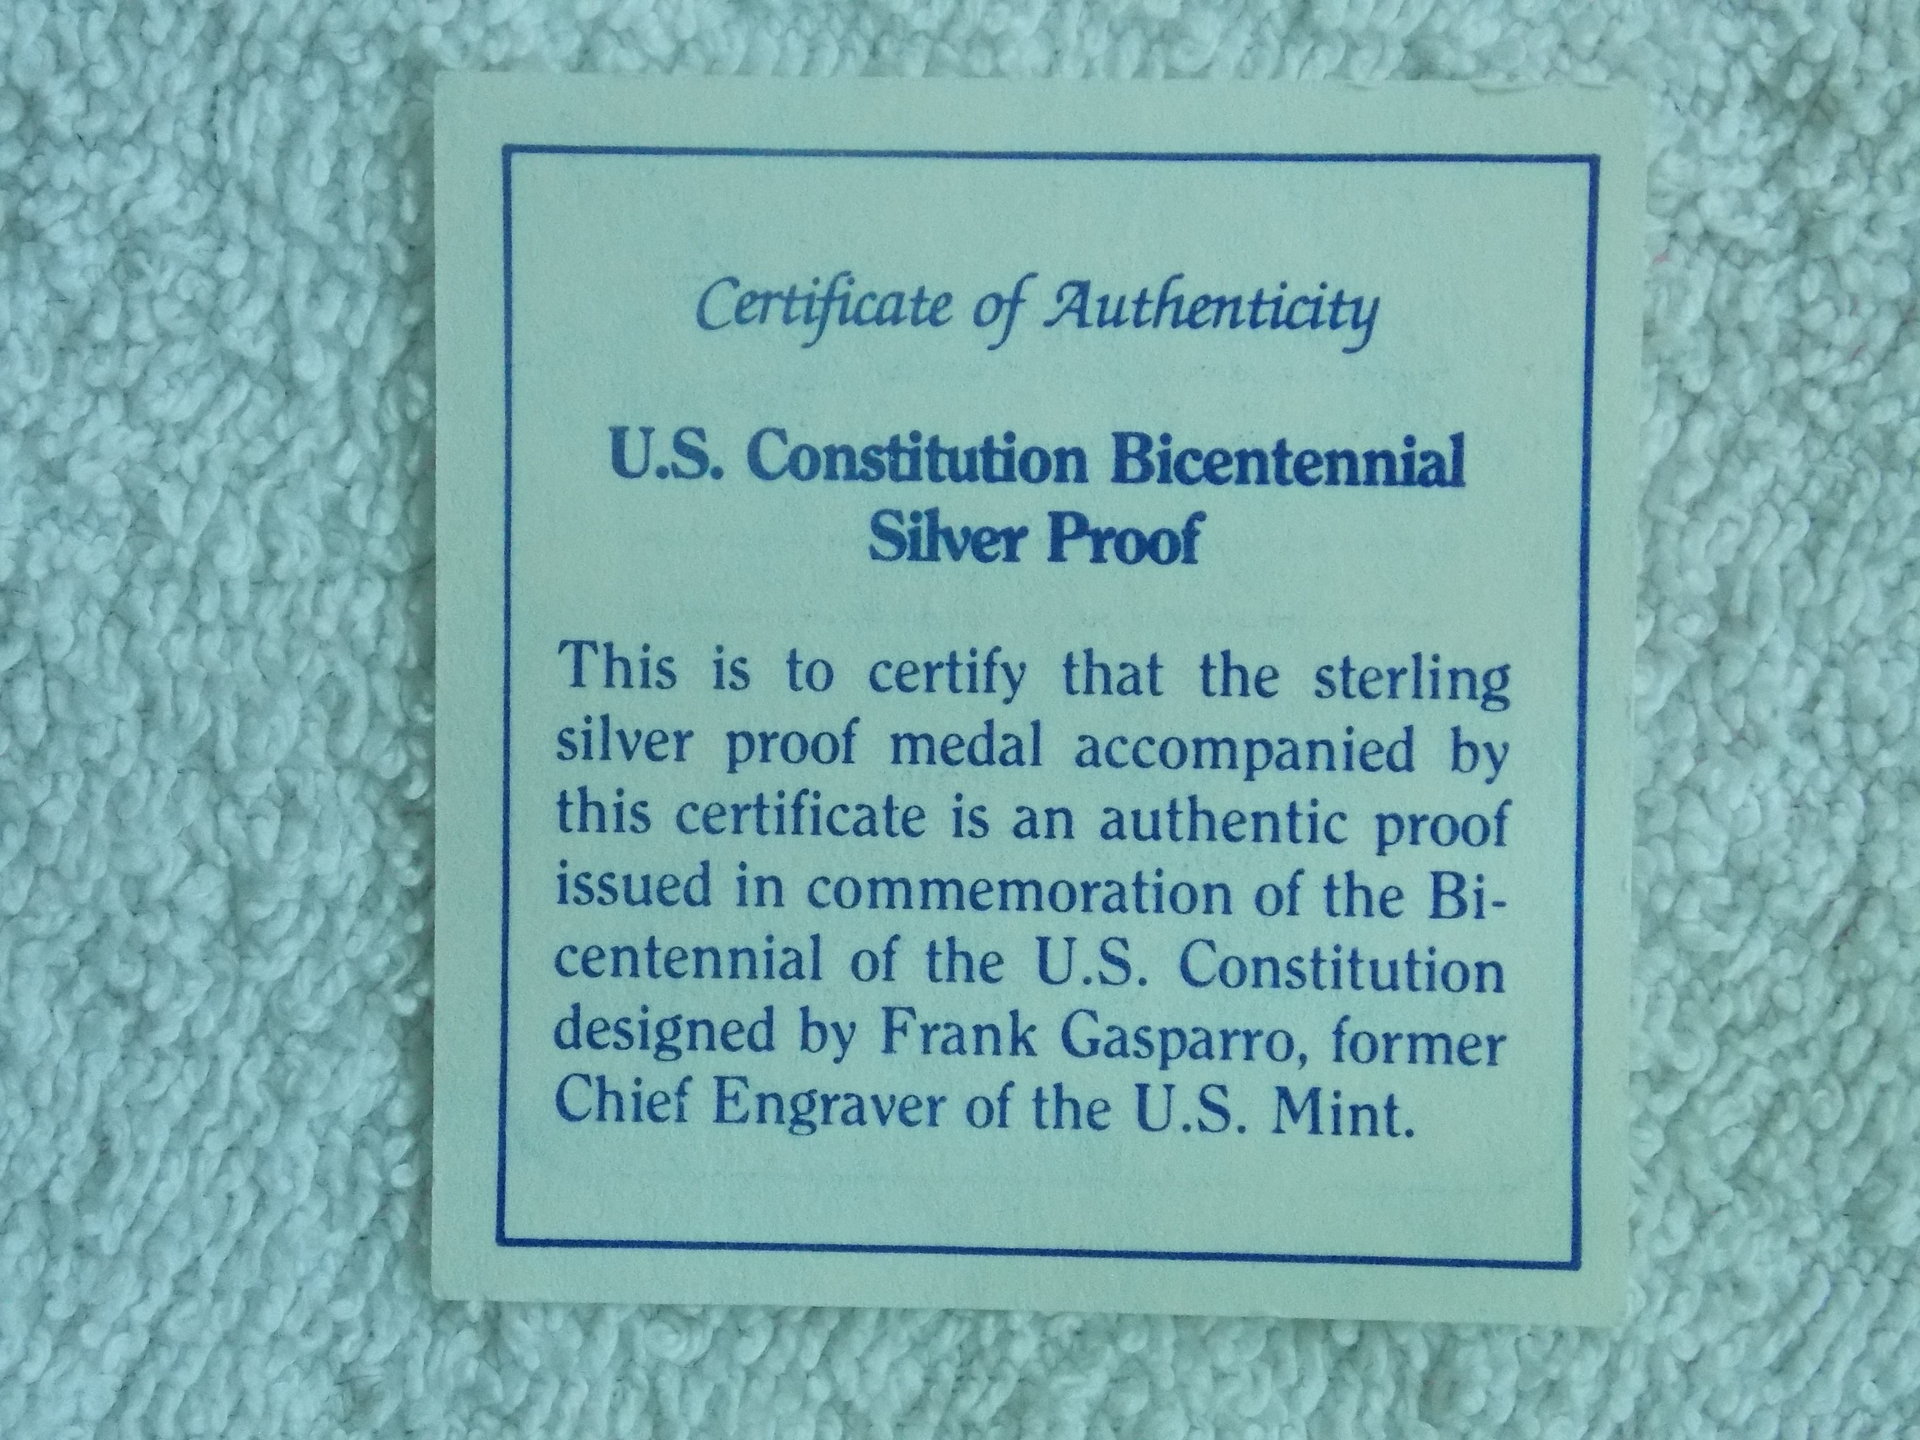 Certificate of Authenticity
U.S. Constitution Bicentennial
Silver Proof
This is to certify that the sterling
silver proof medal accompanied by
this certificate is an authentic proof
issued in commemoration of the Bi-
centennial of the U.S. Constitution
designed by Frank Gasparro, former
Chief Engraver of the U.S. Mint.